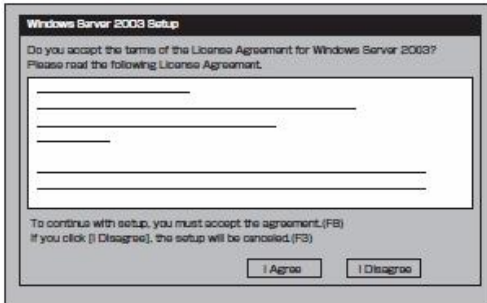 Windows Server 2003 Setup
Do you accept the terms of the License Agreement for Windows Server 2003?
Please read the following License Agreement.
To continue with setup, you must accept the agreement.(F8)
If you click [I Disagree], the setup will be canceled.(F3)
I Agree
I Disagree